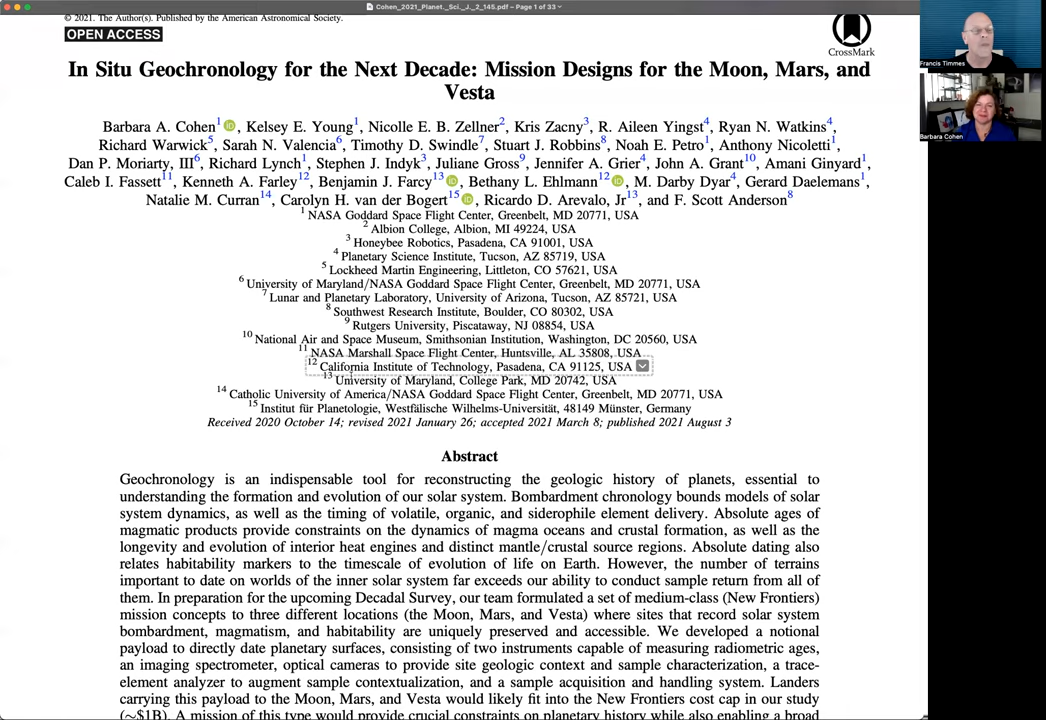 Cohen_2021_Planet._Sci._J._2_145.pdf – Page 1 of 33
© 2021. The Author(s). Published by the American Astronomical Society.
OPEN ACCESS
CrossMark
In Situ Geochronology for the Next Decade: Mission Designs for the Moon, Mars, and
Vesta
Barbara A. Cohen1, Kelsey E. Young1, Nicolle E. B. Zellner2, Kris Zacny3, R. Aileen Yingst4, Ryan N. Watkins4,
Richard Warwick5, Sarah N. Valencia6, Timothy D. Swindle7, Stuart J. Robbins8, Noah E. Petro1, Anthony Nicoletti1,
Dan P. Moriarty, III6, Richard Lynch1, Stephen J. Indyk3, Juliane Gross9, Jennifer A. Grier4, John A. Grant10, Amani Ginyard1,
Caleb I. Fassett11, Kenneth A. Farley12, Benjamin J. Farcy13, Bethany L. Ehlmann12, M. Darby Dyar4, Gerard Daelemans1,
Natalie M. Curran14, Carolyn H. van der Bogert15, Ricardo D. Arevalo, Jr13, and F. Scott Anderson8
1 NASA Goddard Space Flight Center, Greenbelt, MD 20771, USA
2 Albion College, Albion, MI 49224, USA
3 Honeybee Robotics, Pasadena, CA 91001, USA
4 Planetary Science Institute, Tucson, AZ 85719, USA
5 Lockheed Martin Engineering, Littleton, CO 57621, USA
6 University of Maryland/NASA Goddard Space Flight Center, Greenbelt, MD 20771, USA
7 Lunar and Planetary Laboratory, University of Arizona, Tucson, AZ 85721, USA
8 Southwest Research Institute, Boulder, CO 80302, USA
9 Rutgers University, Piscataway, NJ 08854, USA
10 National Air and Space Museum, Smithsonian Institution, Washington, DC 20560, USA
11 NASA Marshall Space Flight Center, Huntsville, AL 35808, USA
12 California Institute of Technology, Pasadena, CA 91125, USA
13 University of Maryland, College Park, MD 20742, USA
14 Catholic University of America/NASA Goddard Space Flight Center, Greenbelt, MD 20771, USA
15 Institut für Planetologie, Westfälische Wilhelms-Universität, 48149 Münster, Germany
Received 2020 October 14; revised 2021 January 26; accepted 2021 March 8; published 2021 August 3
Abstract
Geochronology is an indispensable tool for reconstructing the geologic history of planets, essential to
understanding the formation and evolution of our solar system. Bombardment chronology bounds models of solar
system dynamics, as well as the timing of volatile, organic, and siderophile element delivery. Absolute ages of
magmatic products provide constraints on the dynamics of magma oceans and crustal formation, as well as the
longevity and evolution of interior heat engines and distinct mantle/crustal source regions. Absolute dating also
relates habitability markers to the timescale of evolution of life on Earth. However, the number of terrains
important to date on worlds of the inner solar system far exceeds our ability to conduct sample return from all of
them. In preparation for the upcoming Decadal Survey, our team formulated a set of medium-class (New Frontiers)
mission concepts to three different locations (the Moon, Mars, and Vesta) where sites that record solar system
bombardment, magmatism, and habitability are uniquely preserved and accessible. We developed a notional
payload to directly date planetary surfaces, consisting of two instruments capable of measuring radiometric ages,
an imaging spectrometer, optical cameras to provide site geologic context and sample characterization, a trace-
element analyzer to augment sample contextualization, and a sample acquisition and handling system. Landers
carrying this payload to the Moon, Mars, and Vesta would likely fit into the New Frontiers cost cap in our study
(~$1B). A mission of this type would provide crucial constraints on planetary history while also enabling a broad
Francis Timmes
Barbara Cohen